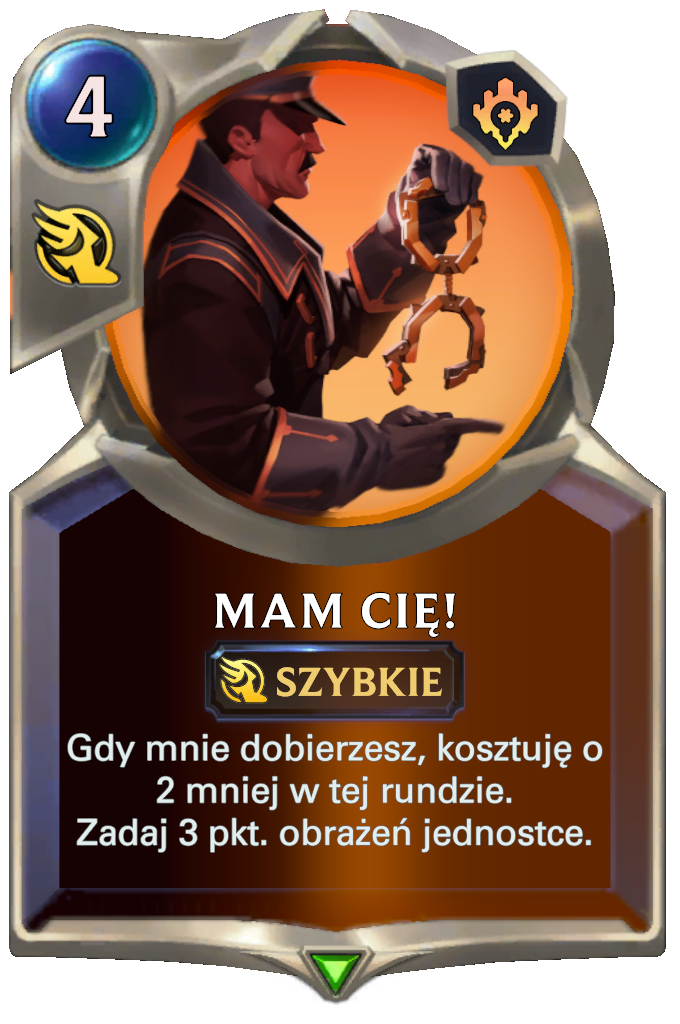 4
MAM CIĘ!
SZYBKIE
Gdy mnie dobierzesz, kosztuję o
2 mniej w tej rundzie.
Zadaj 3 pkt. obrażeń jednostce.